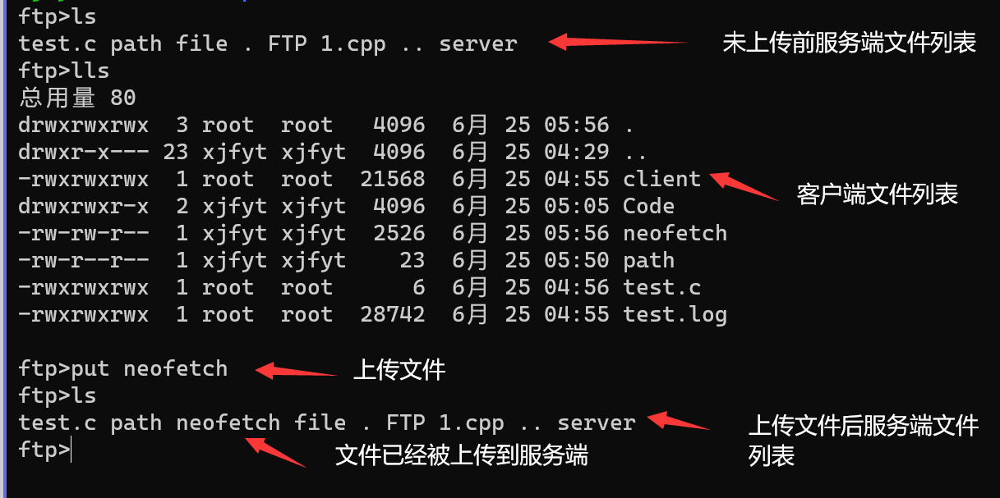 ftp>ls
test.c path file . FTP 1.cpp .. server
未上传前服务端文件列表
ftp>lls
总用量 80
drwxrwxrwx  3 root  root   4096  6月 25 05:56 .
drwxr-x--- 23 xjfyt xjfyt  4096  6月 25 04:29 ..
-rwxrwxrwx  1 root  root  21568  6月 25 04:55 client
客户端文件列表
drwxrwxr-x  2 xjfyt xjfyt  4096  6月 25 05:05 Code
-rw-rw-r--  1 xjfyt xjfyt  2526  6月 25 05:56 neofetch
-rw-r--r--  1 xjfyt xjfyt    23  6月 25 05:50 path
-rwxrwxrwx  1 root  root      6  6月 25 04:56 test.c
-rwxrwxrwx  1 root  root  28742  6月 25 04:55 test.log
ftp>put neofetch
上传文件
ftp>ls
test.c path neofetch file . FTP 1.cpp .. server
上传文件后服务端文件
列表
ftp>
文件已经被上传到服务端